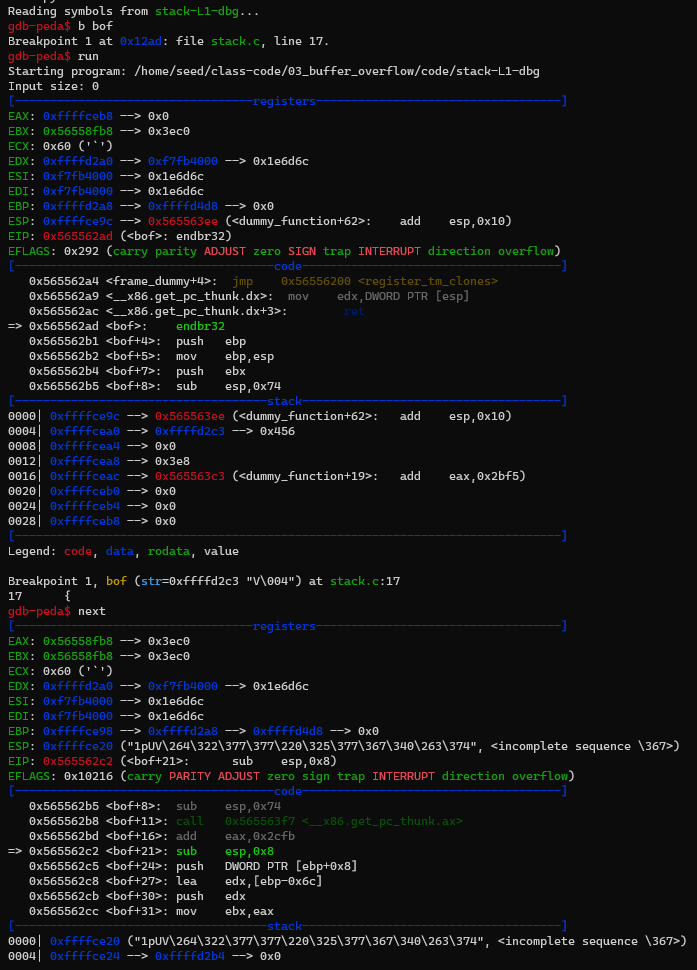 Reading symbols from stack-L1-dbg...
gdb-peda$ b bof
Breakpoint 1 at 0x12ad: file stack.c, line 17.
gdb-peda$ run
Starting program: /home/seed/class-code/03_buffer_overflow/code/stack-L1-dbg
Input size: 0
[----------------------------------registers-----------------------------------]
EAX: 0xffffceb8 --> 0x0
EBX: 0x56558fb8 --> 0x3ec0
ECX: 0x60 ('`')
EDX: 0xffffd2a0 --> 0xf7fb4000 --> 0x1e6d6c
ESI: 0xf7fb4000 --> 0x1e6d6c
EDI: 0xf7fb4000 --> 0x1e6d6c
EBP: 0xffffd2a8 --> 0xffffd4d8 --> 0x0
ESP: 0xffffce9c --> 0x565563ee (<dummy_function+62>:    add    esp,0x10)
EIP: 0x565562ad (<bof>: endbr32)
EFLAGS: 0x292 (carry parity ADJUST zero SIGN trap INTERRUPT direction overflow)
[-------------------------------------code-------------------------------------]
   0x565562a4 <frame_dummy+4>:  jmp    0x56556200 <register_tm_clones>
   0x565562a9 <__x86.get_pc_thunk.dx>:  mov    edx,DWORD PTR [esp]
   0x565562ac <__x86.get_pc_thunk.dx+3>:        ret
=> 0x565562ad <bof>:    endbr32
   0x565562b1 <bof+4>:  push   ebp
   0x565562b2 <bof+5>:  mov    ebp,esp
   0x565562b4 <bof+7>:  push   ebx
   0x565562b5 <bof+8>:  sub    esp,0x74
[------------------------------------stack-------------------------------------]
0000| 0xffffce9c --> 0x565563ee (<dummy_function+62>:   add    esp,0x10)
0004| 0xffffcea0 --> 0xffffd2c3 --> 0x456
0008| 0xffffcea4 --> 0x0
0012| 0xffffcea8 --> 0x3e8
0016| 0xffffceac --> 0x565563c3 (<dummy_function+19>:   add    eax,0x2bf5)
0020| 0xffffceb0 --> 0x0
0024| 0xffffceb4 --> 0x0
0028| 0xffffceb8 --> 0x0
[------------------------------------------------------------------------------]
Legend: code, data, rodata, value

Breakpoint 1, bof (str=0xffffd2c3 "V\004") at stack.c:17
17      {
gdb-peda$ next
[----------------------------------registers-----------------------------------]
EAX: 0x56558fb8 --> 0x3ec0
EBX: 0x56558fb8 --> 0x3ec0
ECX: 0x60 ('`')
EDX: 0xffffd2a0 --> 0xf7fb4000 --> 0x1e6d6c
ESI: 0xf7fb4000 --> 0x1e6d6c
EDI: 0xf7fb4000 --> 0x1e6d6c
EBP: 0xffffce98 --> 0xffffd2a8 --> 0xffffd4d8 --> 0x0
ESP: 0xffffce20 ("1pUV\264\322\377\377\220\325\377\367\340\263\374", <incomplete sequence \367>)
EIP: 0x565562c2 (<bof+21>:      sub    esp,0x8)
EFLAGS: 0x10216 (carry PARITY ADJUST zero sign trap INTERRUPT direction overflow)
[-------------------------------------code-------------------------------------]
   0x565562b5 <bof+8>:  sub    esp,0x74
   0x565562b8 <bof+11>: call   0x565563f7 <__x86.get_pc_thunk.ax>
   0x565562bd <bof+16>: add    eax,0x2cfb
=> 0x565562c2 <bof+21>: sub    esp,0x8
   0x565562c5 <bof+24>: push   DWORD PTR [ebp+0x8]
   0x565562c8 <bof+27>: lea    edx,[ebp-0x6c]
   0x565562cb <bof+30>: push   edx
   0x565562cc <bof+31>: mov    ebx,eax
[------------------------------------stack-------------------------------------]
0000| 0xffffce20 ("1pUV\264\322\377\377\220\325\377\367\340\263\374", <incomplete sequence \367>)
0004| 0xffffce24 --> 0xffffd2b4 --> 0x0